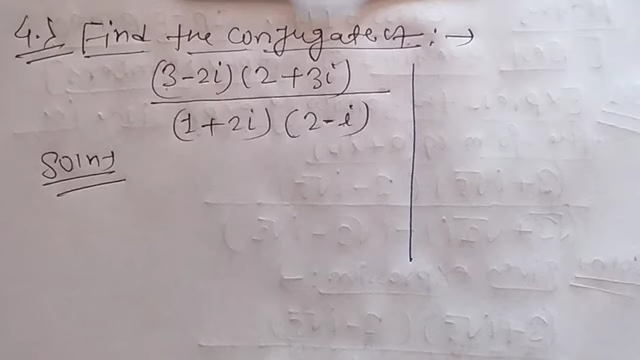 4.> Find the conjugate of :→
(3-2i)(2+3i)
(1+2i)(2-i)
Soln→